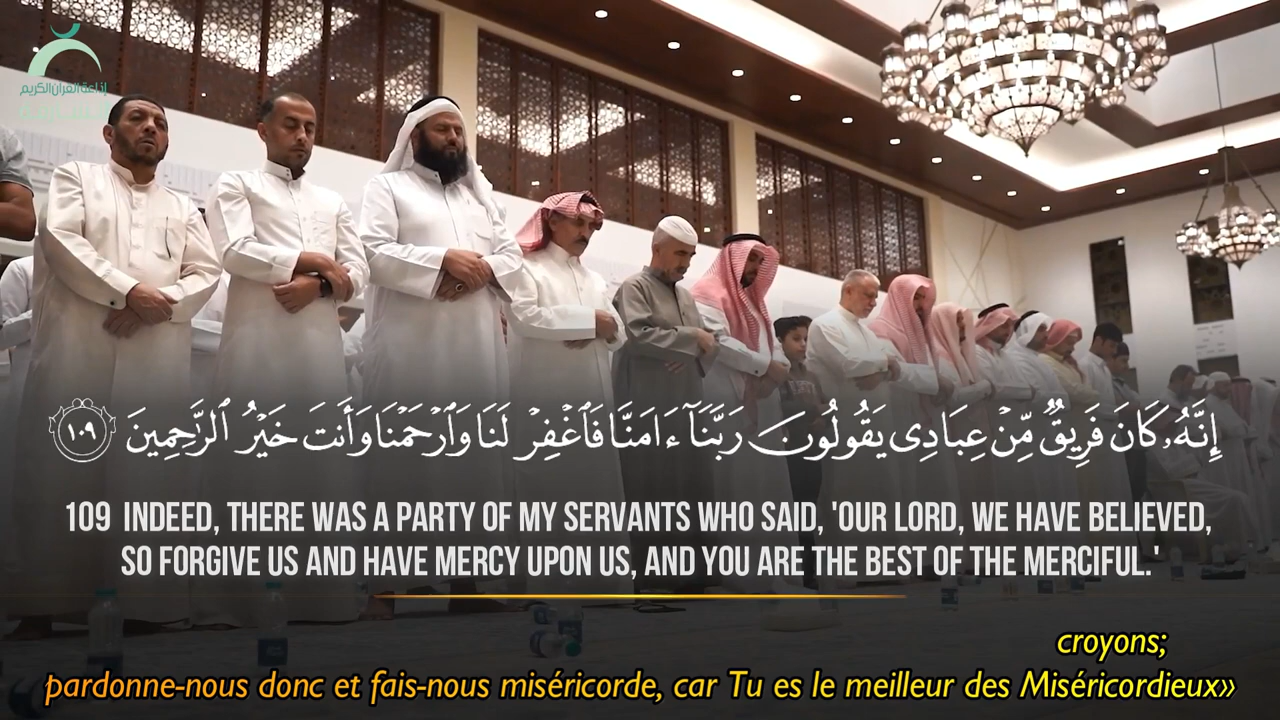 إذاعة القرآن الكريم
إِنَّهُۥ كَانَ فَرِيقٌ مِّنْ عِبَادِى يَقُولُونَ رَبَّنَآ ءَامَنَّا فَٱغْفِرْ لَنَا وَٱرْحَمْنَا وَأَنتَ خَيْرُ ٱلرَّٰحِمِينَ ١٠٩
109 INDEED, THERE WAS A PARTY OF MY SERVANTS WHO SAID, 'OUR LORD, WE HAVE BELIEVED,
SO FORGIVE US AND HAVE MERCY UPON US, AND YOU ARE THE BEST OF THE MERCIFUL.'
croyons;
pardonne-nous donc et fais-nous miséricorde, car Tu es le meilleur des Miséricordieux»